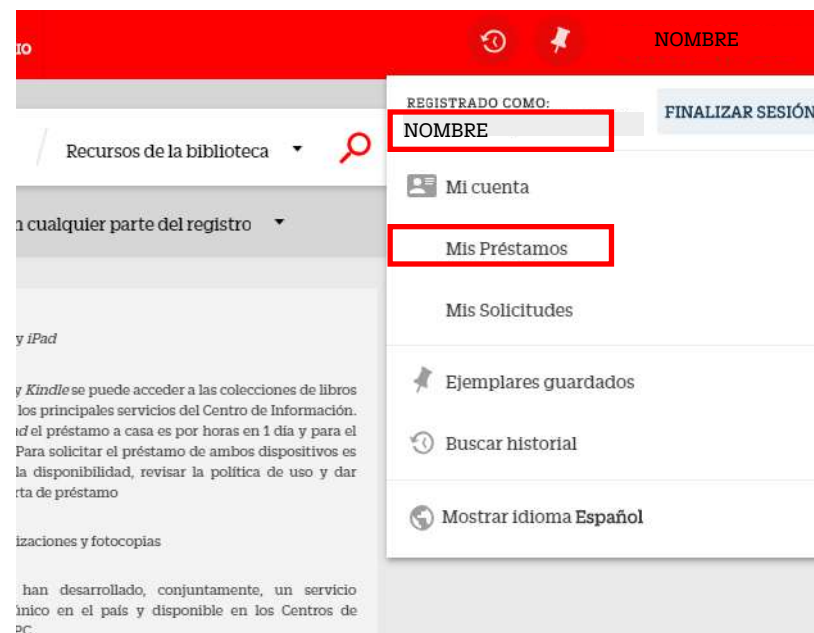 IO
NOMBRE
REGISTRADO COMO:
NOMBRE
FINALIZAR SESIÓN
Recursos de la biblioteca
Mi cuenta
n cualquier parte del registro
Mis Préstamos
Mis Solicitudes
y iPad
Ejemplares guardados
y Kindle se puede acceder a las colecciones de libros
los principales servicios del Centro de Información.
ad el préstamo a casa es por horas en 1 día y para el
Para solicitar el préstamo de ambos dispositivos es
la disponibilidad, revisar la política de uso y dar
rta de préstamo
Buscar historial
Mostrar idioma Español
izaciones y fotocopias
han desarrollado, conjuntamente, un servicio
único en el país y disponible en los Centros de
PC